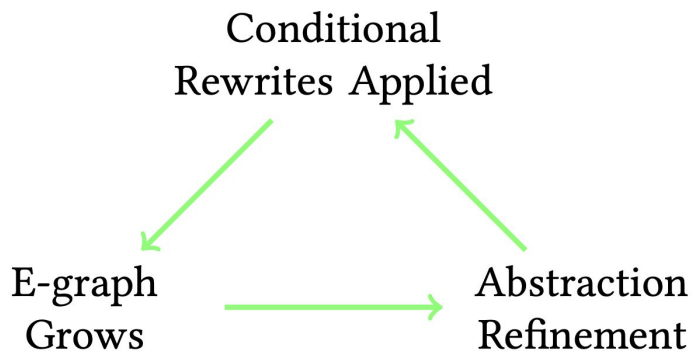 Conditional
Rewrites Applied
E-graph
Grows
Abstraction
Refinement